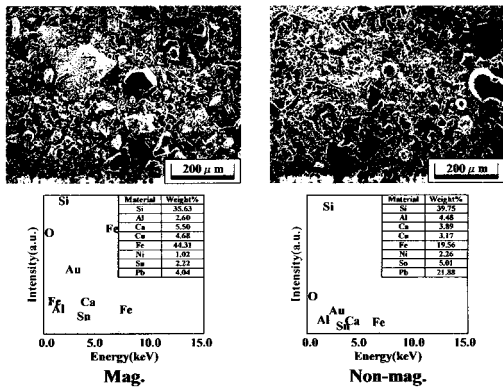 200 μm
200 μm
Si
O
Fe
Au
Fe
Al
Ca
Sn
Fe
Material Weight%
Si 35.63
Al 2.60
Ca 5.50
Cu 4.68
Fe 44.31
Ni 1.02
Sn 2.22
Pb 4.04
Intensity(a.u.)
0.0 5.0 10.0 15.0
Energy(keV)
Mag.
Si
O
Au
Al
Sn
Ca
Fe
Material Weight%
Si 39.75
Al 4.48
Ca 3.89
Cu 3.17
Fe 19.56
Ni 2.26
Sn 5.01
Pb 21.88
Intensity(a.u.)
0.0 5.0 10.0 15.0
Energy(keV)
Non-mag.